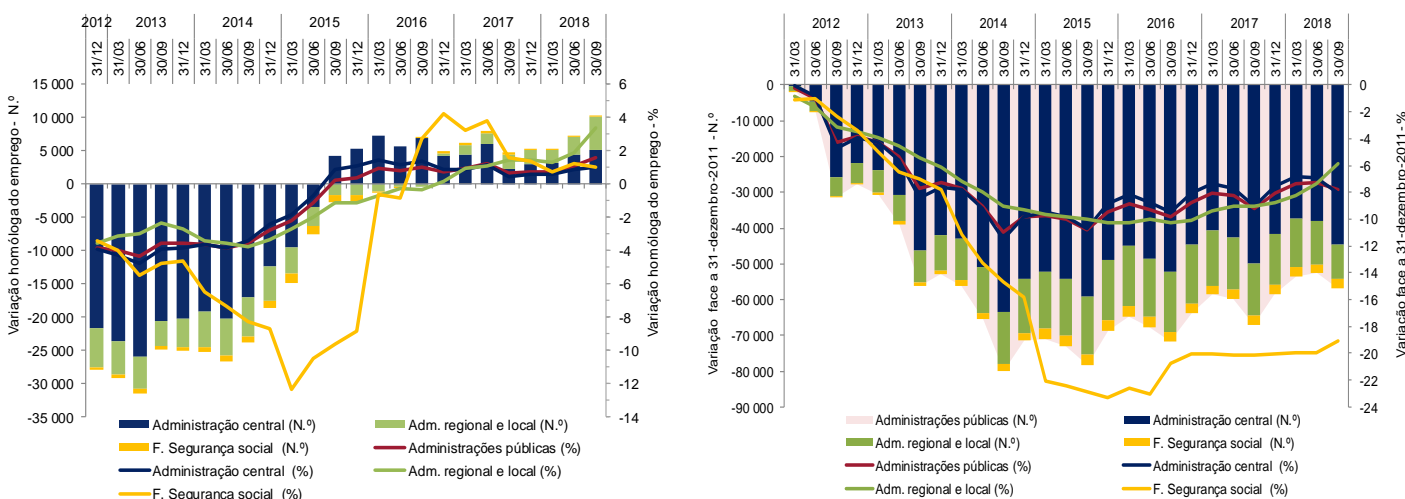 2012 2013 2014 2015 2016 2017 2018
31/12 31/03 30/06 30/09 31/12 31/03 30/06 30/09 31/12 31/03 30/06 30/09 31/12 31/03 30/06 30/09 31/12 31/03 30/06 30/09 31/12 31/03 30/06 30/09
Variação homóloga do emprego - N.º
15 000
10 000
5 000
0
-5 000
-10 000
-15 000
-20 000
-25 000
-30 000
-35 000
6
4
2
0
-2
-4
-6
-8
-10
-12
-14
Variação homóloga do emprego - %
Administração central (N.º) Adm. regional e local (N.º)
F. Segurança social (N.º) Administrações públicas (%)
Administração central (%) Adm. regional e local (%)
F. Segurança social (%)
2012 2013 2014 2015 2016 2017 2018
31/03 30/06 30/09 31/12 31/03 30/06 30/09 31/12 31/03 30/06 30/09 31/12 31/03 30/06 30/09 31/12 31/03 30/06 30/09 31/12 31/03 30/06 30/09 31/12 31/03 30/06 30/09
Variação face a 31-dezembro-2011 - N.º
0
-10 000
-20 000
-30 000
-40 000
-50 000
-60 000
-70 000
-80 000
-90 000
0
-2
-4
-6
-8
-10
-12
-14
-16
-18
-20
-22
-24
Variação face a 31-dezembro-2011- %
Administrações públicas (N.º) Administração central (N.º)
Adm. regional e local (N.º) F. Segurança social (N.º)
Administrações públicas (%) Administração central (%)
Adm. regional e local (%) F. Segurança social (%)